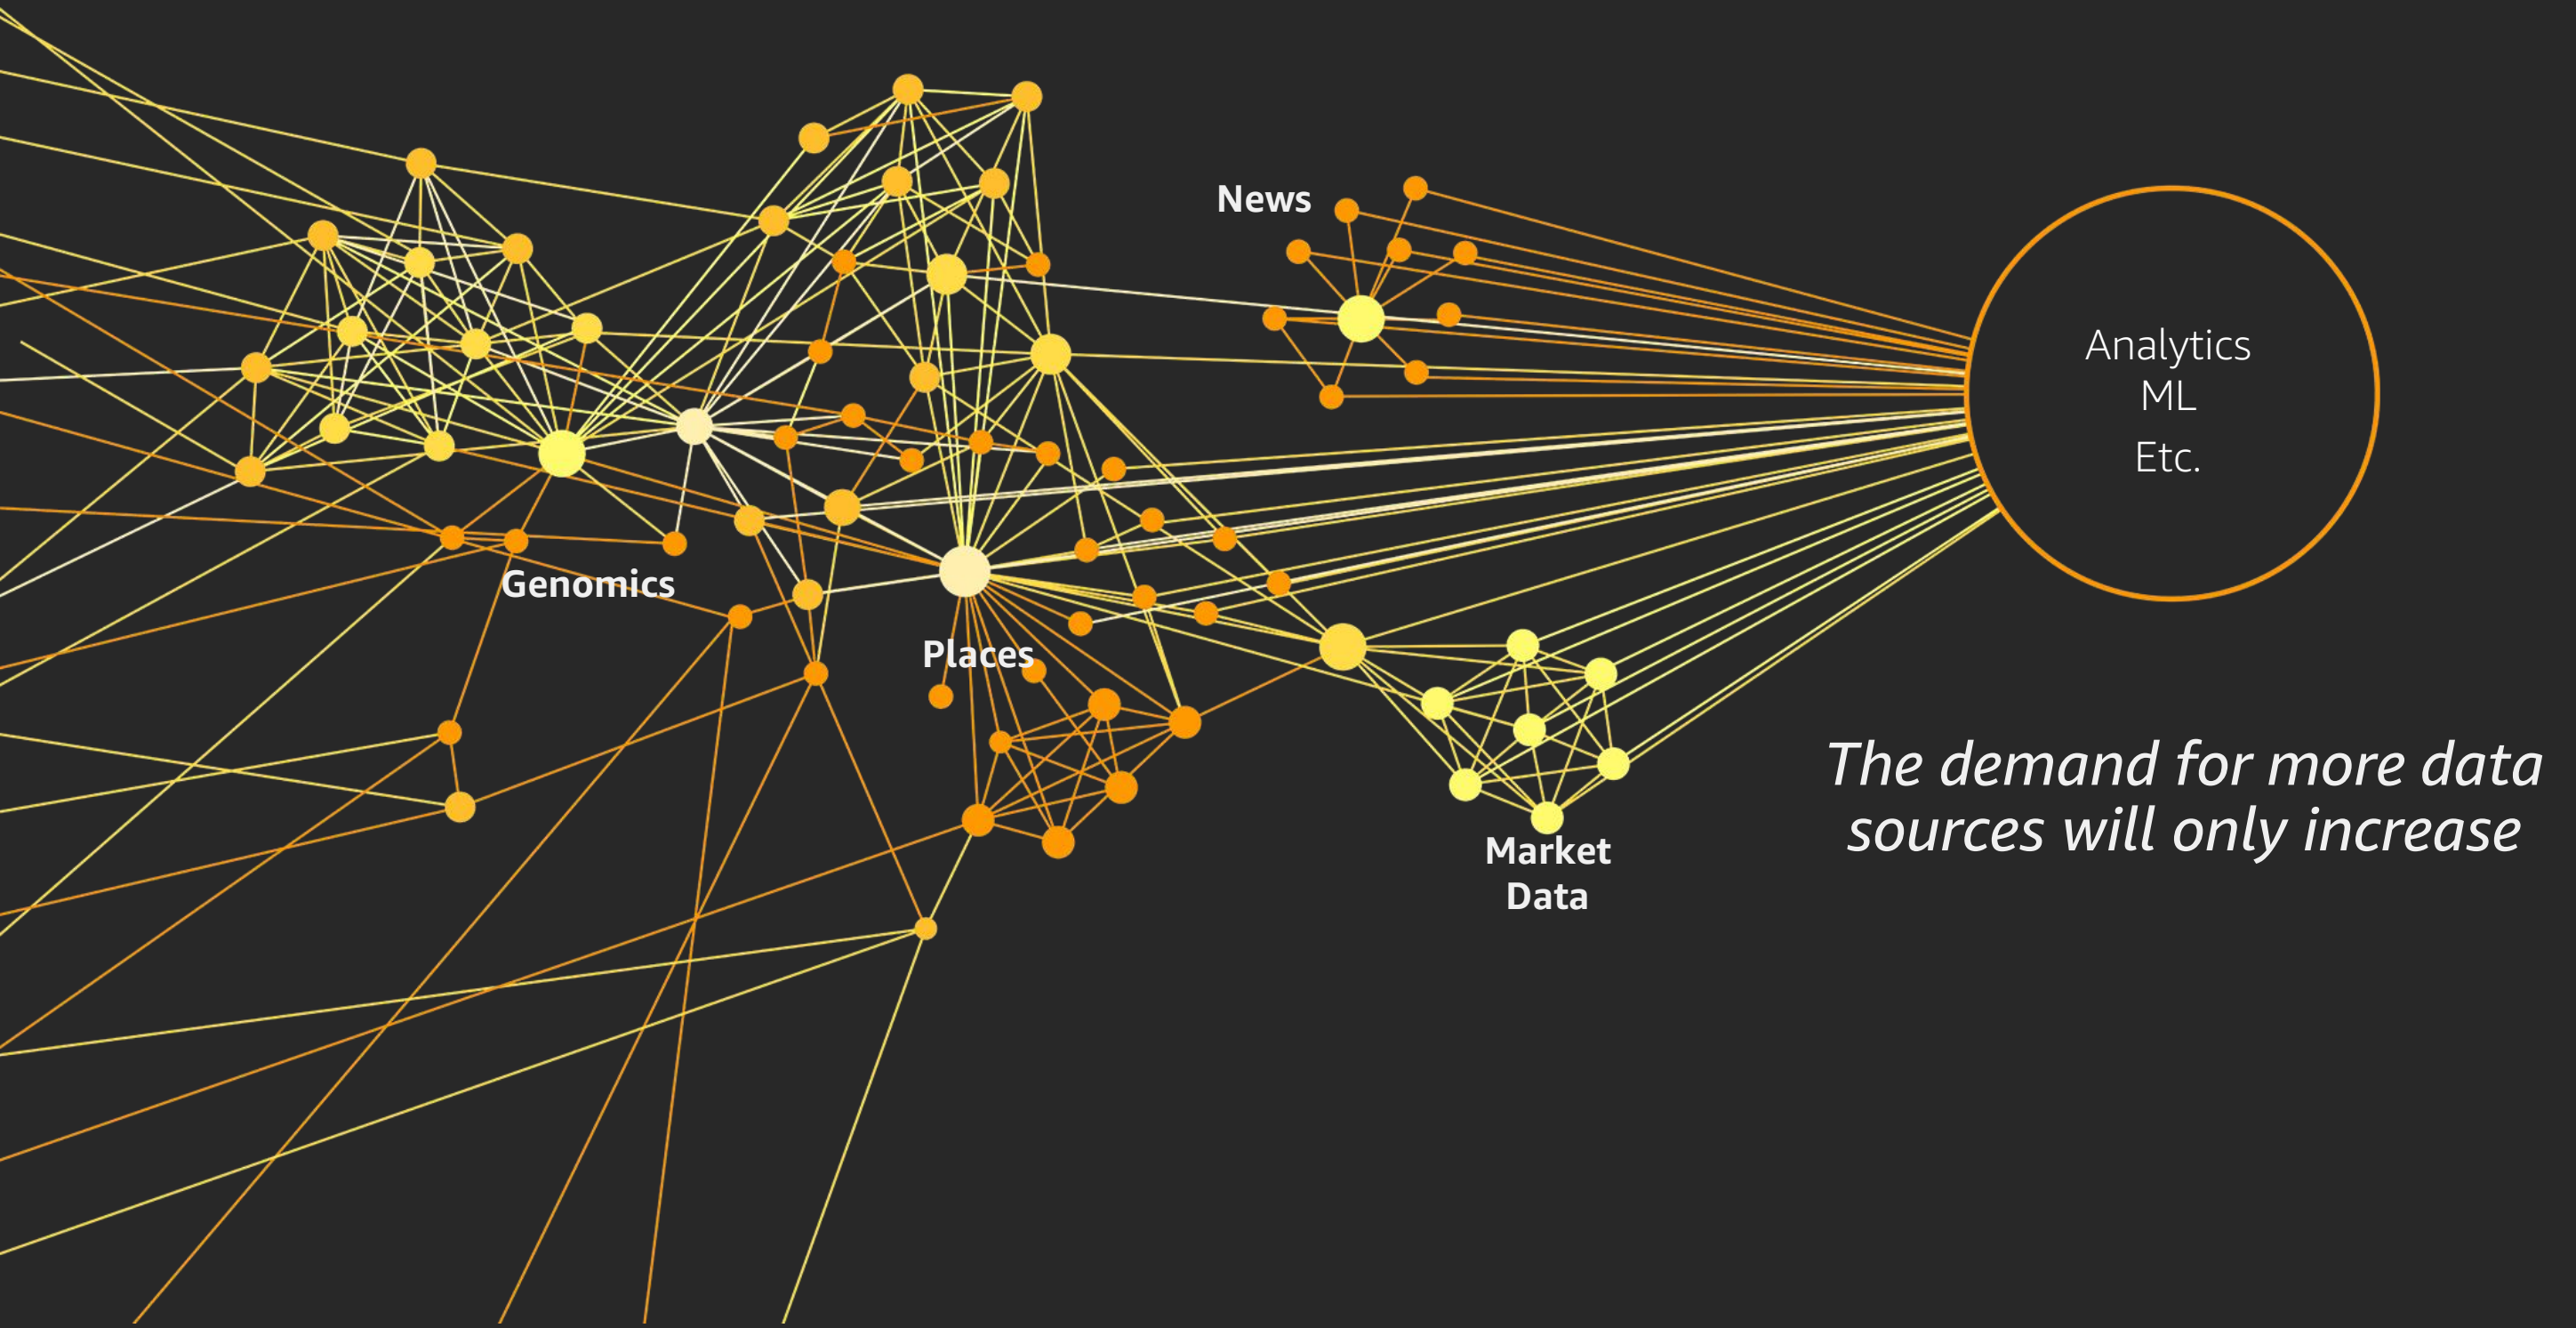 News
Analytics
ML
Etc.
Genomics
Places
The demand for more data
sources will only increase
Market
Data